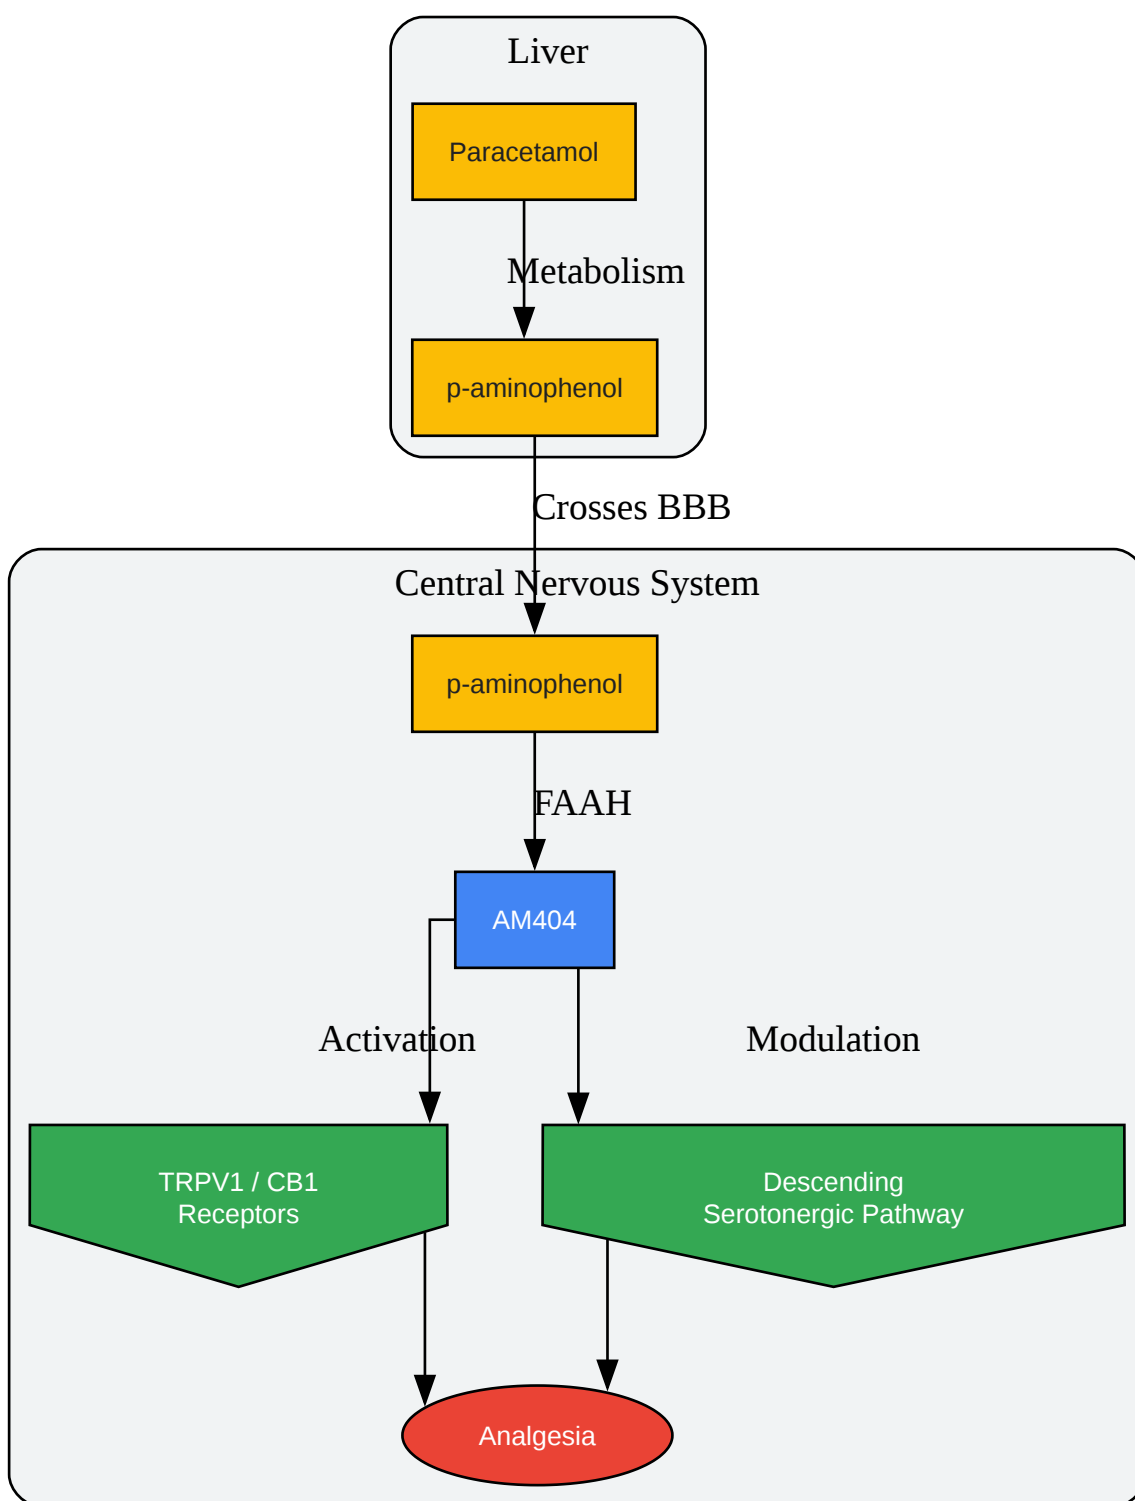 Liver
Paracetamol
Metabolism
p-aminophenol
Crosses BBB
Central Nervous System
p-aminophenol
FAAH
AM404
Activation
Modulation
TRPV1 / CB1
Receptors
Descending
Serotonergic Pathway
Analgesia